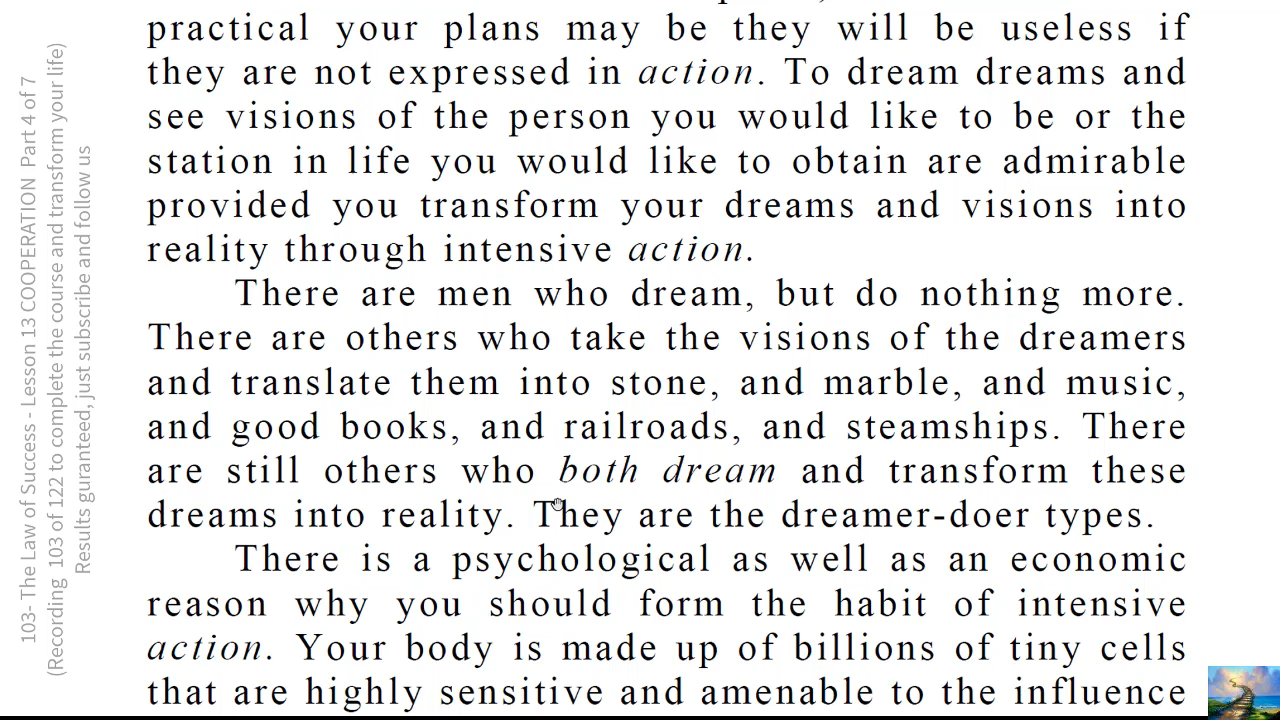 practical your plans may be they will be useless if
they are not expressed in action. To dream dreams and
see visions of the person you would like to be or the
station in life you would like to obtain are admirable
provided you transform your dreams and visions into
reality through intensive action.
There are men who dream, but do nothing more.
There are others who take the visions of the dreamers
and translate them into stone, and marble, and music,
and good books, and railroads, and steamships. There
are still others who both dream and transform these
dreams into reality. They are the dreamer-doer types.
There is a psychological as well as an economic
reason why you should form the habit of intensive
action. Your body is made up of billions of tiny cells
that are highly sensitive and amenable to the influence
103- The Law of Success - Lesson 13 COOPERATION Part 4 of 7
(Recording 103 of 122 to complete the course and transform your life)
Results guranteed, just subscribe and follow us